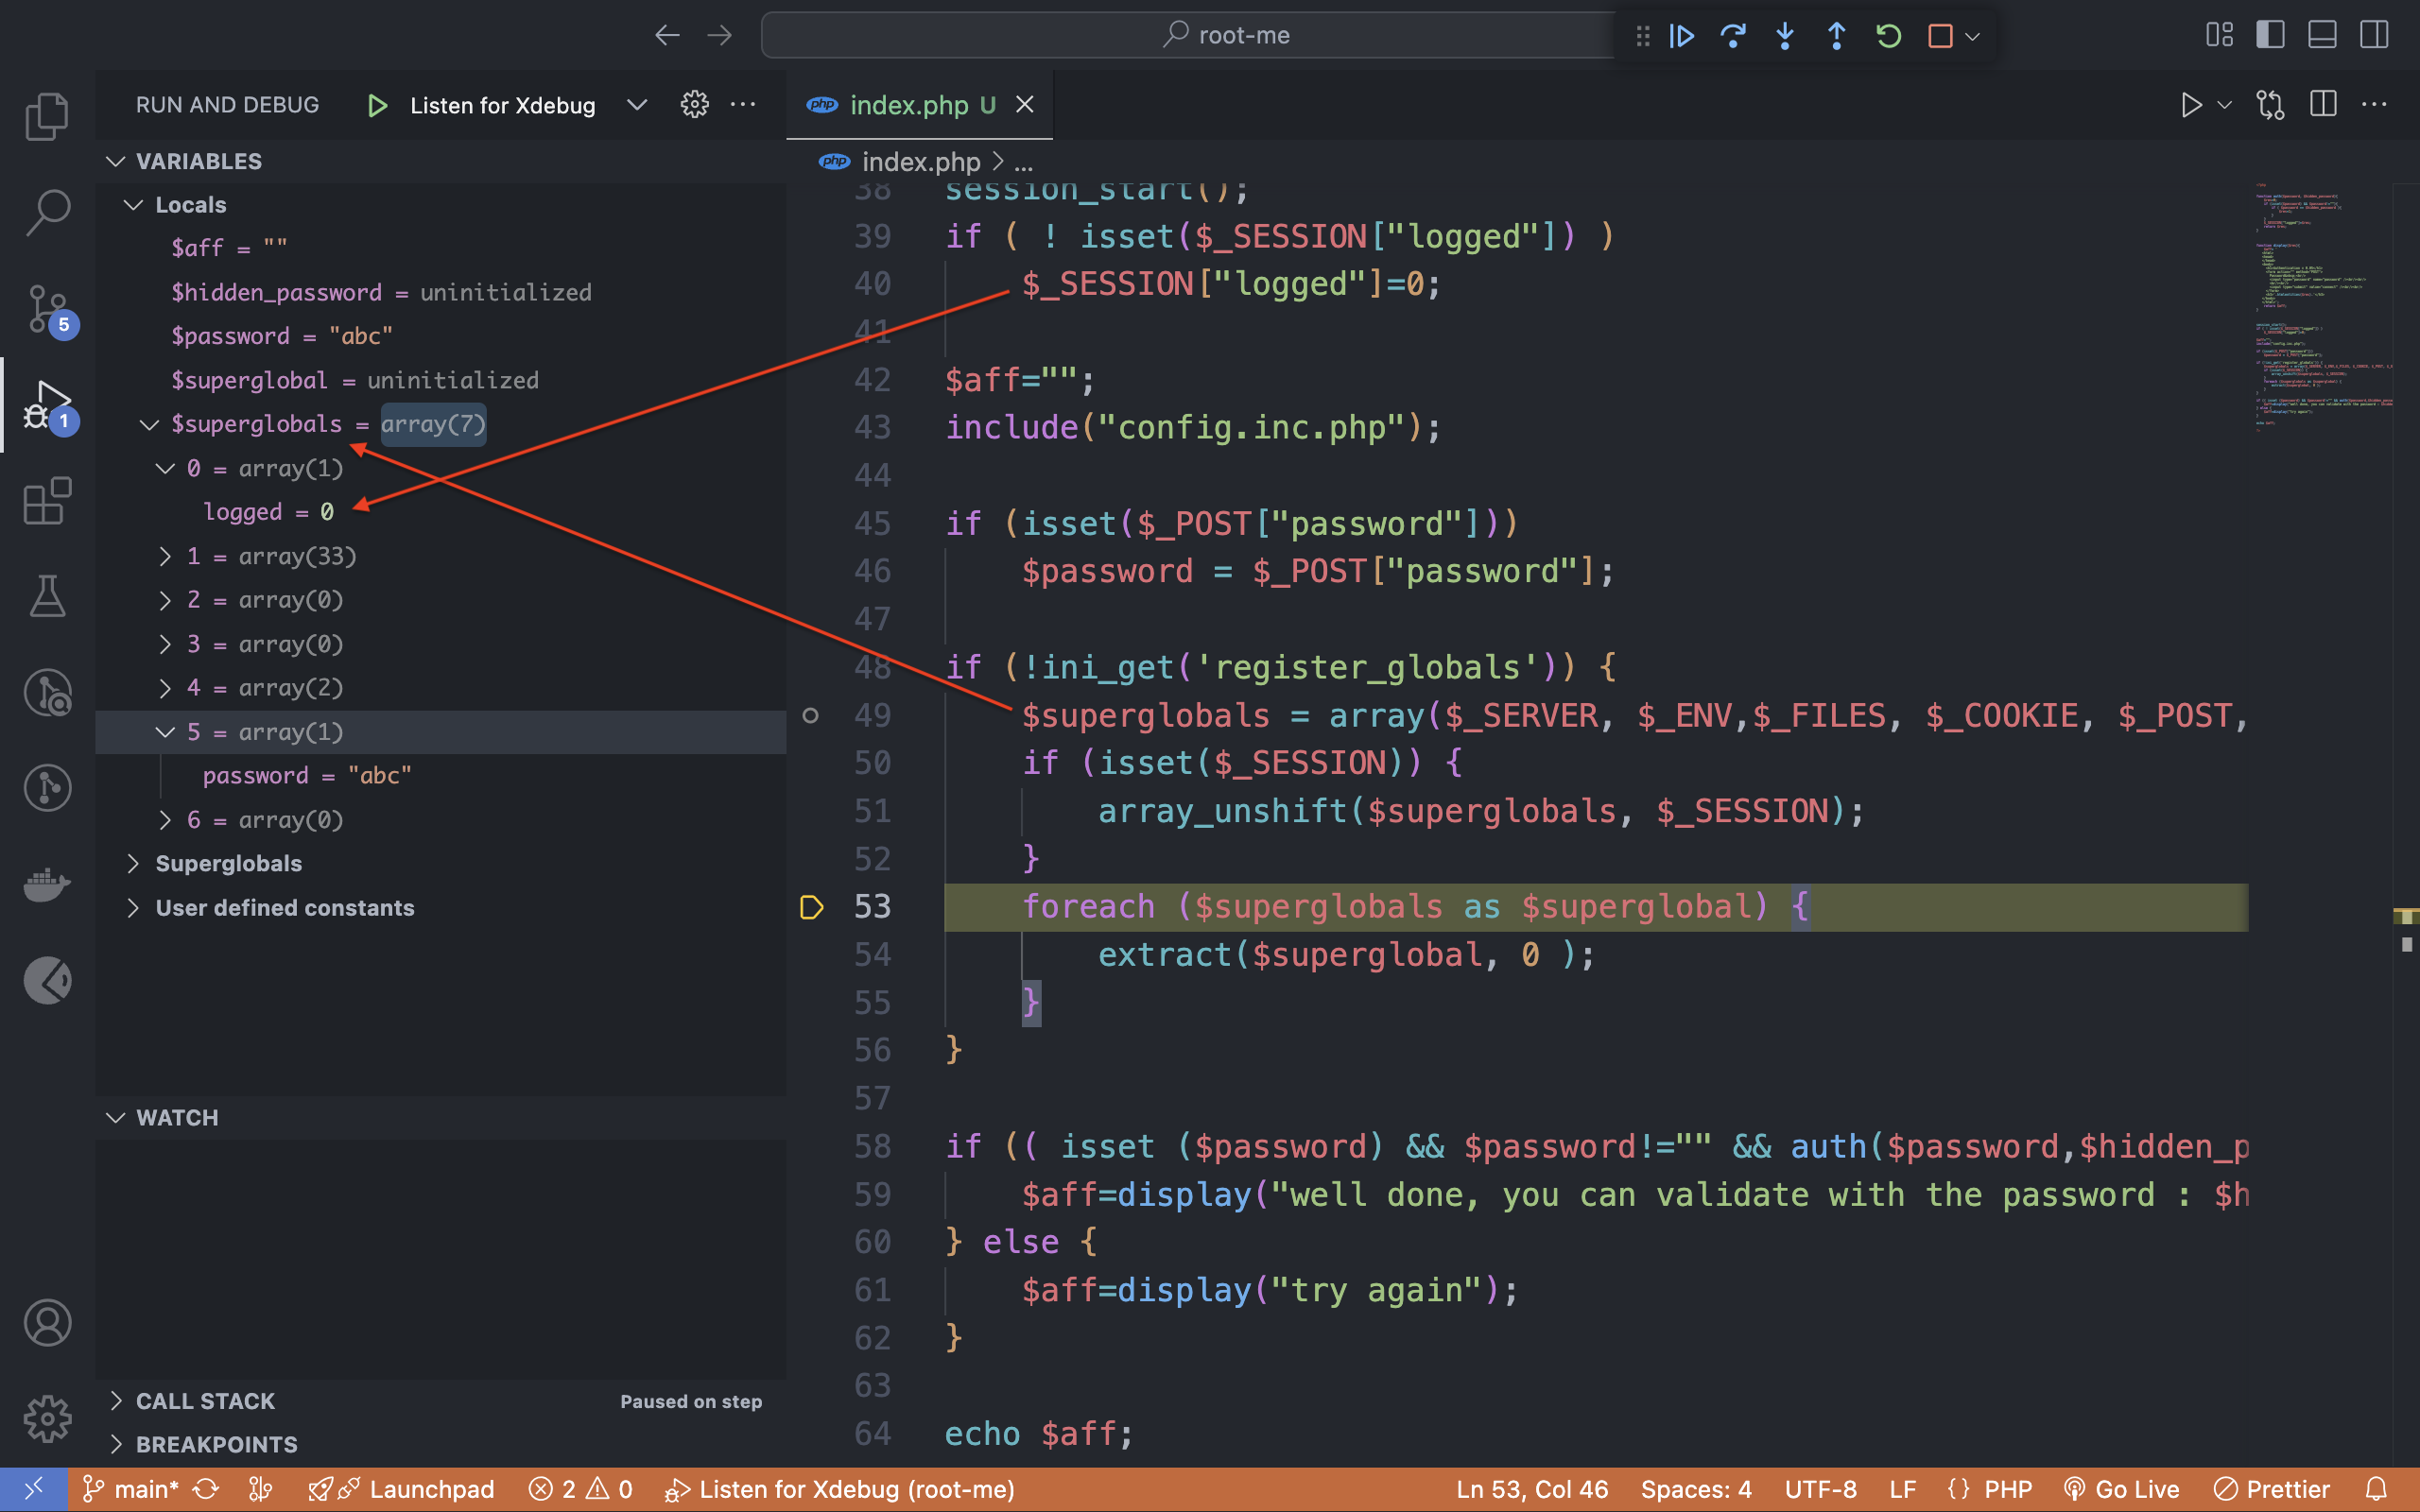 root-me
RUN AND DEBUG
Listen for Xdebug
php index.php U
VARIABLES
php index.php > ...
Locals
$aff = ""
$hidden_password = uninitialized
$password = "abc"
$superglobal = uninitialized
$superglobals = array(7)
0 = array(1)
logged = 0
1 = array(33)
2 = array(0)
3 = array(0)
4 = array(2)
5 = array(1)
password = "abc"
6 = array(0)
Superglobals
User defined constants
WATCH
CALL STACK
Paused on step
BREAKPOINTS
5
1
38 session_start();
39 if ( ! isset($_SESSION["logged"]) )
40 $_SESSION["logged"]=0;
41
42 $aff="";
43 include("config.inc.php");
44
45 if (isset($_POST["password"]))
46 $password = $_POST["password"];
47
48 if (!ini_get('register_globals')) {
49 $superglobals = array($_SERVER, $_ENV,$_FILES, $_COOKIE, $_POST,
50 if (isset($_SESSION)) {
51 array_unshift($superglobals, $_SESSION);
52 }
53 foreach ($superglobals as $superglobal) {
54 extract($superglobal, 0 );
55 }
56 }
57
58 if (( isset ($password) && $password!="" && auth($password,$hidden_p
59 $aff=display("well done, you can validate with the password : $h
60 } else {
61 $aff=display("try again");
62 }
63
64 echo $aff;
main* Launchpad 2 0 Listen for Xdebug (root-me) Ln 53, Col 46 Spaces: 4 UTF-8 LF {} PHP Go Live Prettier